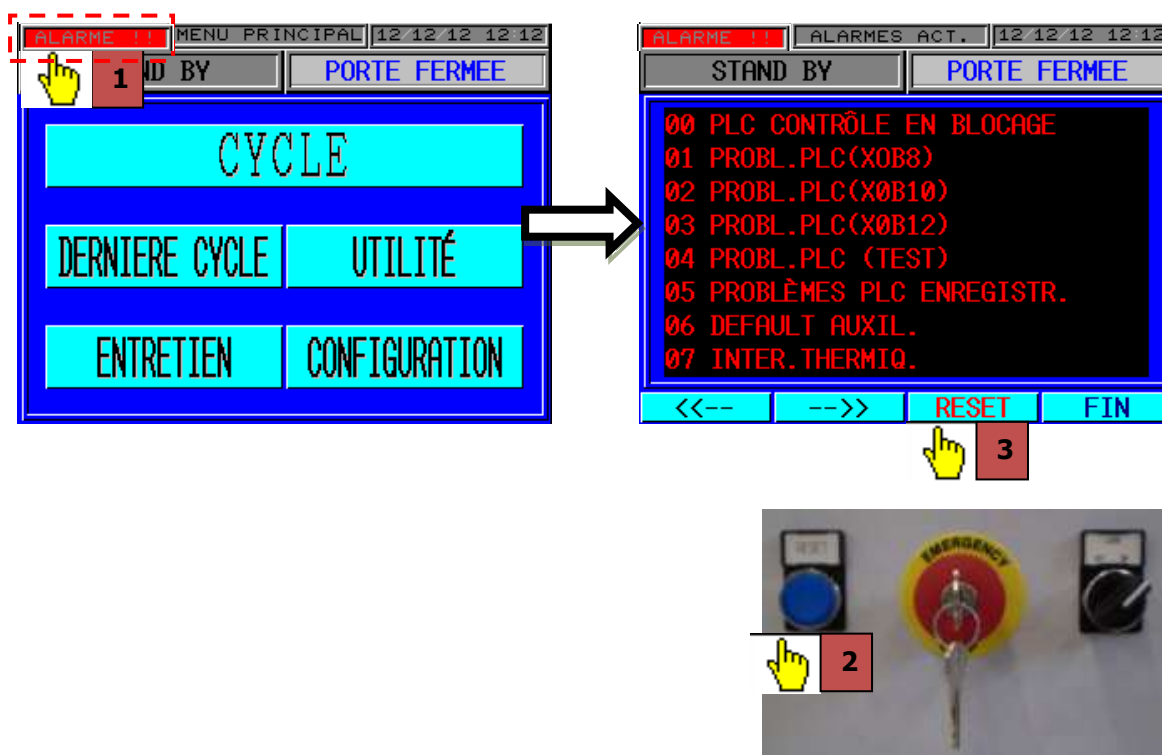 ALARME !! MENU PRINCIPAL 12/12/12 12:12
ND BY PORTE FERMEE
1
CYCLE
DERNIERE CYCLE UTILITÉ
ENTRETIEN CONFIGURATION
ALARME !! ALARMES ACT. 12/12/12 12:12
STAND BY PORTE FERMEE
00 PLC CONTRÔLE EN BLOCAGE
01 PROBL.PLC(XOB8)
02 PROBL.PLC(X0B10)
03 PROBL.PLC(X0B12)
04 PROBL.PLC (TEST)
05 PROBLÈMES PLC ENREGISTR.
06 DEFAULT AUXIL.
07 INTER.THERMIQ.
<<-- -->> RESET FIN
3
EMERGENCY
2